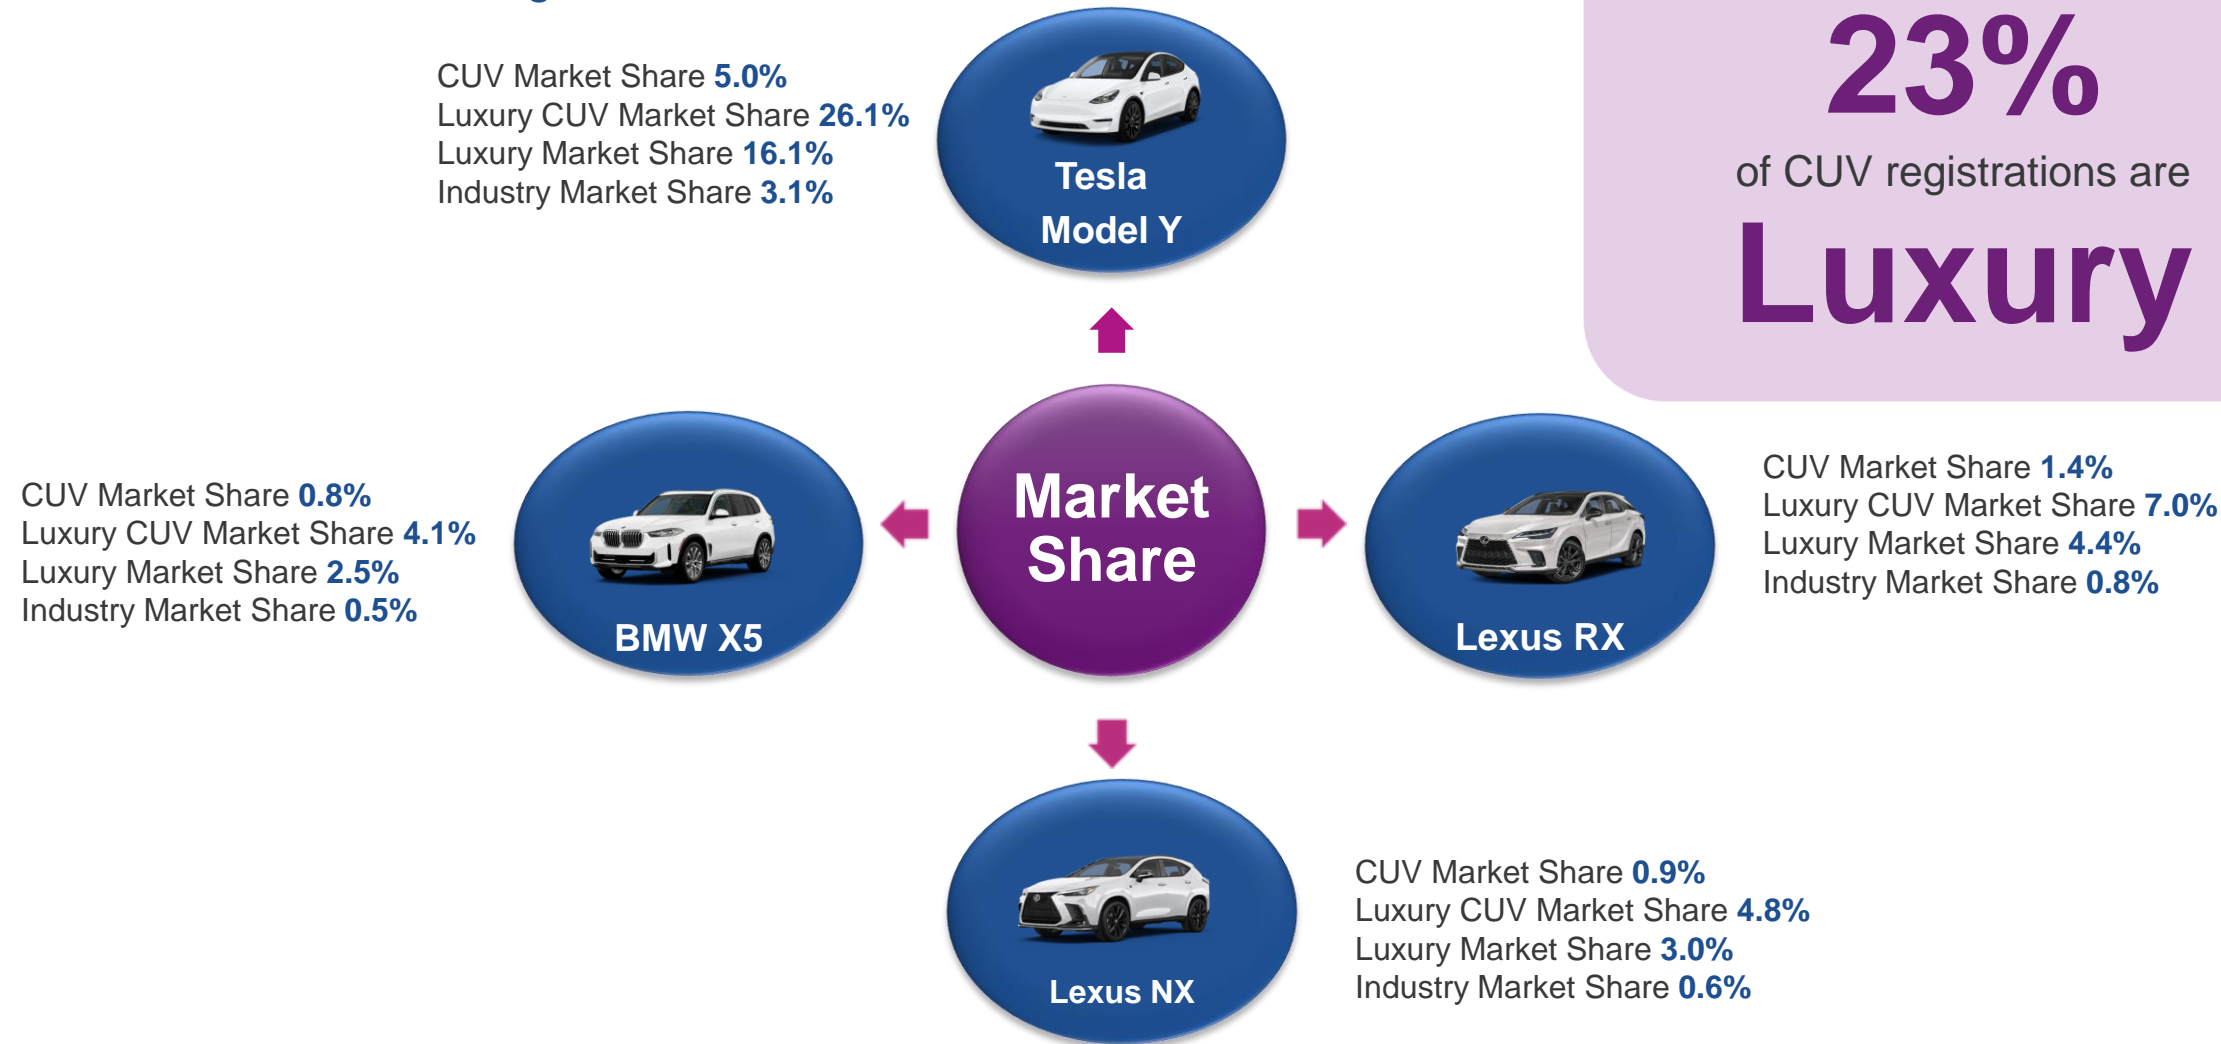 23%
of CUV registrations are
Luxury
CUV Market Share 5.0%
Luxury CUV Market Share 26.1%
Luxury Market Share 16.1%
Industry Market Share 3.1%
Tesla
Model Y
CUV Market Share 0.8%
Luxury CUV Market Share 4.1%
Luxury Market Share 2.5%
Industry Market Share 0.5%
BMW X5
Market
Share
Lexus RX
CUV Market Share 1.4%
Luxury CUV Market Share 7.0%
Luxury Market Share 4.4%
Industry Market Share 0.8%
Lexus NX
CUV Market Share 0.9%
Luxury CUV Market Share 4.8%
Luxury Market Share 3.0%
Industry Market Share 0.6%